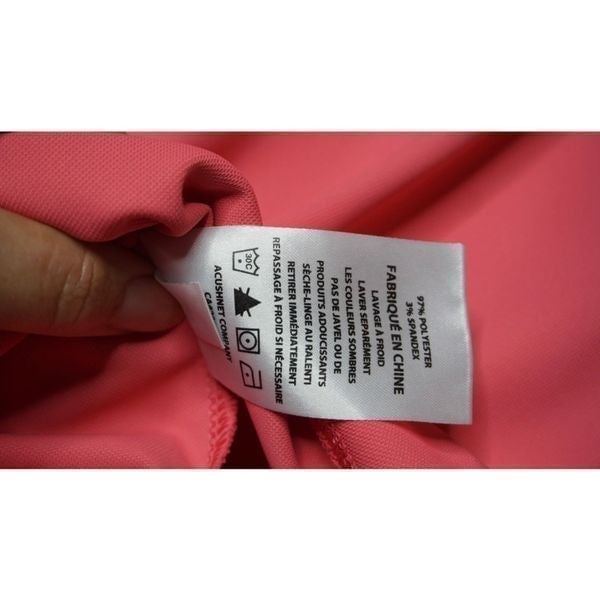 97% POLYESTER
3% SPANDEX
FABRIQUÉ EN CHINE
LAVAGE À FROID
LAVER SEPARÉMENT
LES COULEURS SOMBRES
PAS DE JAVEL OU DE
PRODUITS ADOUCISSANTS
SÈCHE-LINGE AU RALENTI
RETIRER IMMÉDIATEMENT
REPASSAGE À FROID SI NÉCESSAIRE
30C
ACUSHNET COMPANY